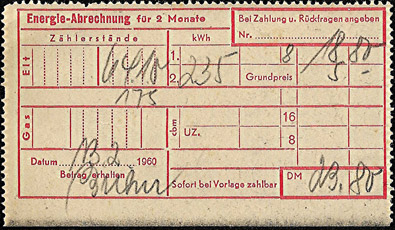 Energie-Abrechnung für 2 Monate
Bei Zahlung u. Rückfragen angeben
Nr.
Zählerstände
kWh
Elt
1.
8
18.80
2. 235
Grundpreis
5.-
175
Gas
cbm
UZ.
16
8
Datum 13.2 1960
Betrag erhalten
Sofort bei Vorlage zahlbar
DM 23.80